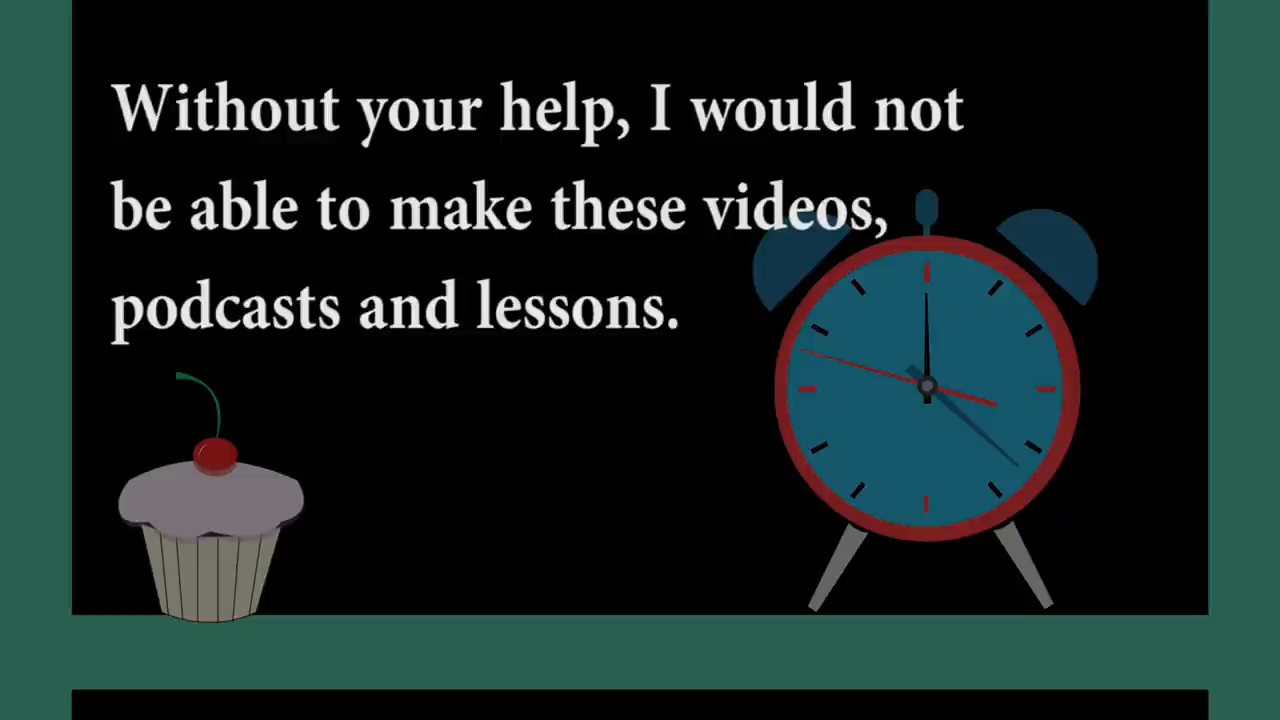 Without your help, I would not
be able to make these videos,
podcasts and lessons.